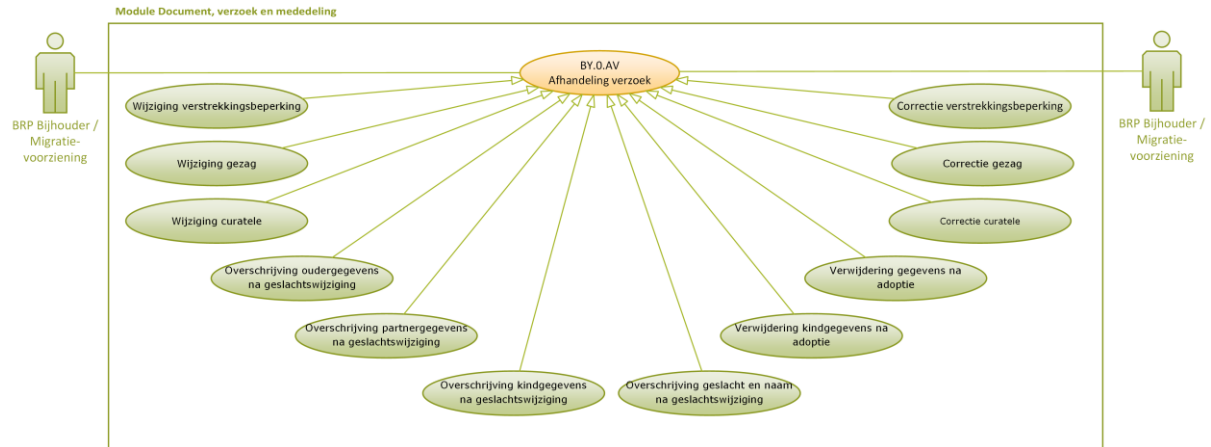 Module Document, verzoek en mededeling
BY.0.AV
Afhandeling verzoek
BRP Bijhouder /
Migratie-
voorziening
BRP Bijhouder /
Migratie-
voorziening
Wijziging verstrekkingsbeperking
Correctie verstrekkingsbeperking
Wijziging gezag
Correctie gezag
Wijziging curatele
Correctie curatele
Overschrijving oudergegevens
na geslachtswijziging
Verwijdering gegevens na
adoptie
Overschrijving partnergegevens
na geslachtswijziging
Verwijdering kindgegevens na
adoptie
Overschrijving kindgegevens
na geslachtswijziging
Overschrijving geslacht en naam
na geslachtswijziging